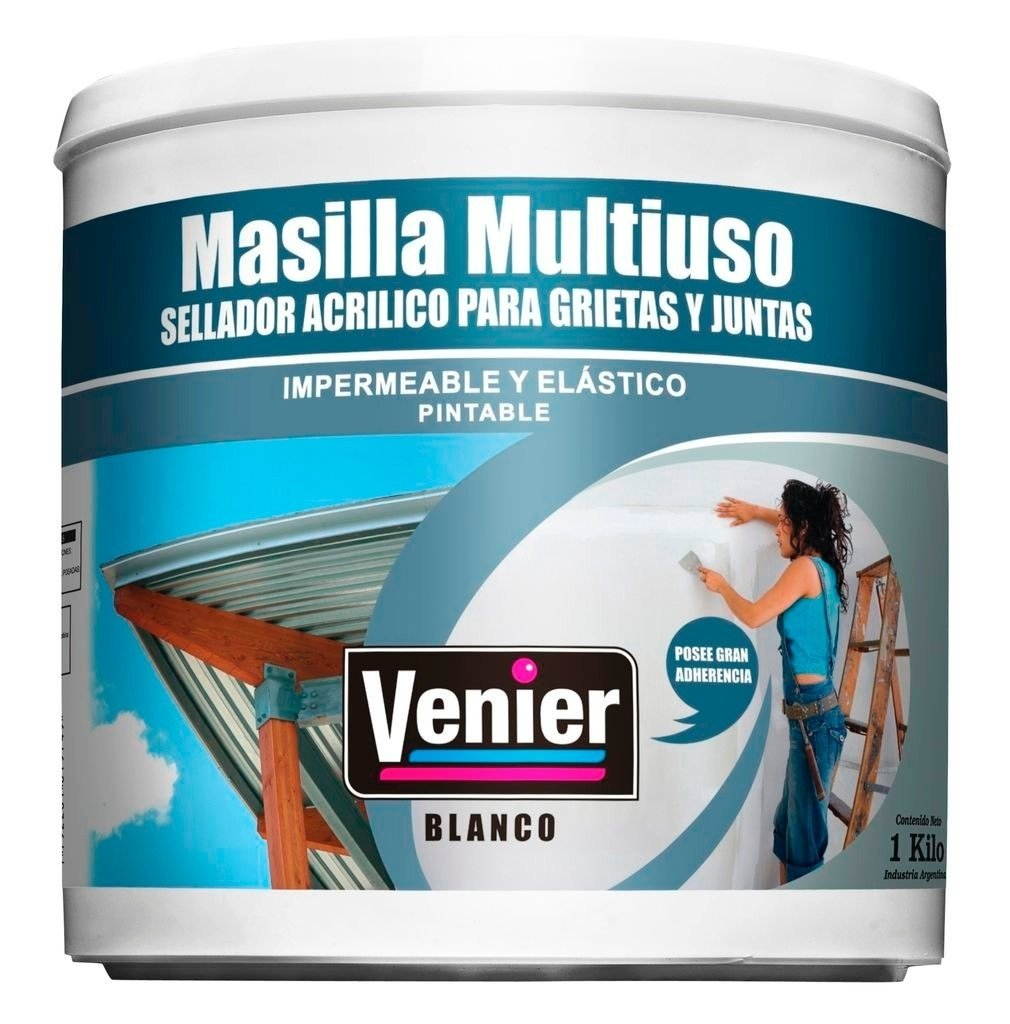 Masilla Multiuso
SELLADOR ACRILICO PARA GRIETAS Y JUNTAS
IMPERMEABLE Y ELÁSTICO
PINTABLE
POSEE GRAN
ADHERENCIA
Venier
BLANCO
Contenido Neto
1 Kilo
Industria Argentina